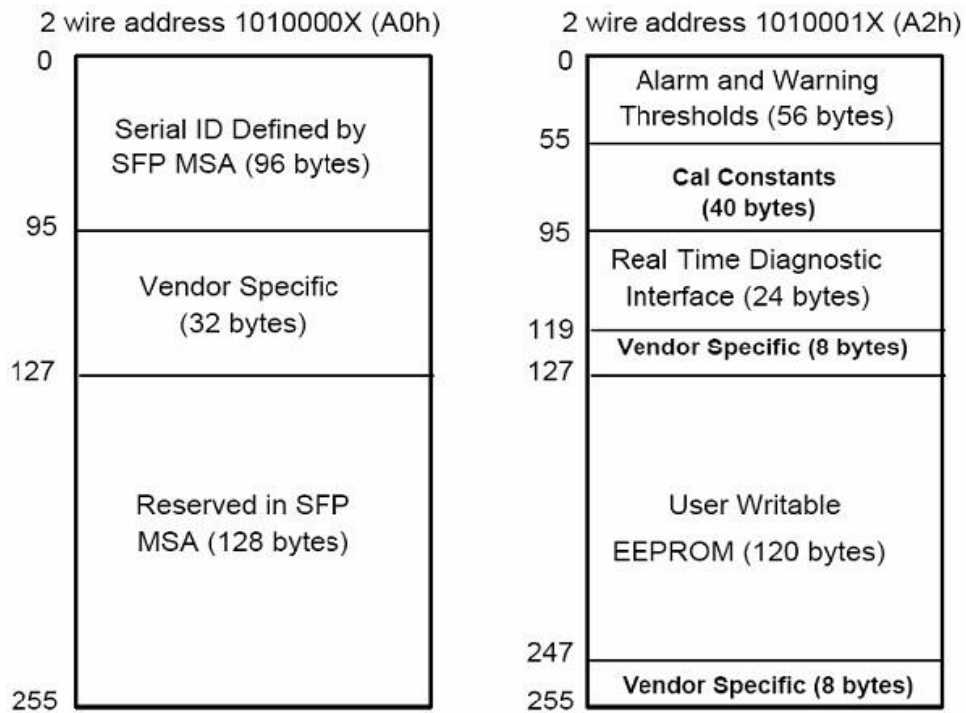 2 wire address 1010000X (A0h)
0
Serial ID Defined by
SFP MSA (96 bytes)
95
Vendor Specific
(32 bytes)
127
Reserved in SFP
MSA (128 bytes)
255
2 wire address 1010001X (A2h)
0
Alarm and Warning
Thresholds (56 bytes)
55
Cal Constants
(40 bytes)
95
Real Time Diagnostic
Interface (24 bytes)
119
Vendor Specific (8 bytes)
127
User Writable
EEPROM (120 bytes)
247
Vendor Specific (8 bytes)
255